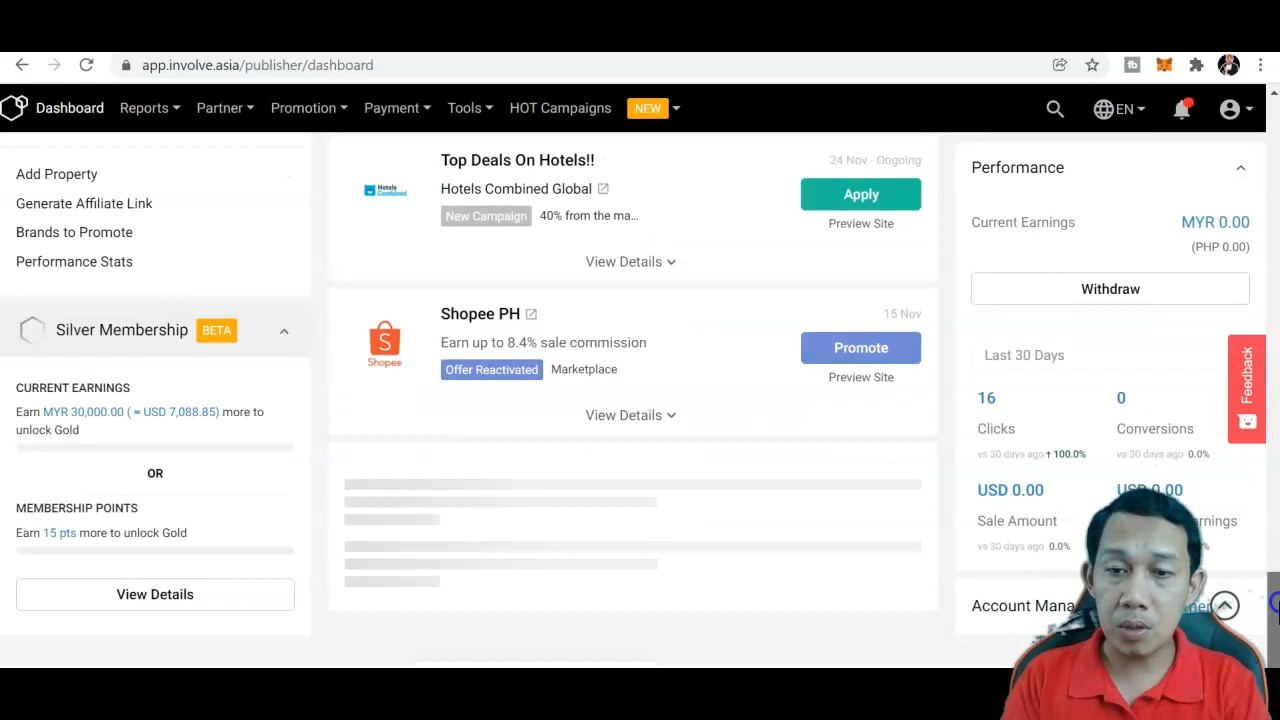 app.involve.asia/publisher/dashboard
Dashboard Reports Partner Promotion Payment Tools HOT Campaigns NEW EN
Add Property
Generate Affiliate Link
Brands to Promote
Performance Stats
Silver Membership BETA
CURRENT EARNINGS
Earn MYR 30,000.00 ( ≈ USD 7,088.85) more to
unlock Gold
OR
MEMBERSHIP POINTS
Earn 15 pts more to unlock Gold
View Details
Top Deals On Hotels!! 24 Nov · Ongoing
Hotels Combined
Hotels Combined Global
Apply
New Campaign 40% from the ma...
Preview Site
View Details
Shopee PH 15 Nov
Shopee
Earn up to 8.4% sale commission
Promote
Offer Reactivated Marketplace
Preview Site
View Details
Performance
Current Earnings MYR 0.00
(PHP 0.00)
Withdraw
Last 30 Days
16 0
Clicks Conversions
vs 30 days ago ↑ 100.0% vs 30 days ago 0.0%
USD 0.00 USD 0.00
Sale Amount
vs 30 days ago 0.0%
Account
Feedback